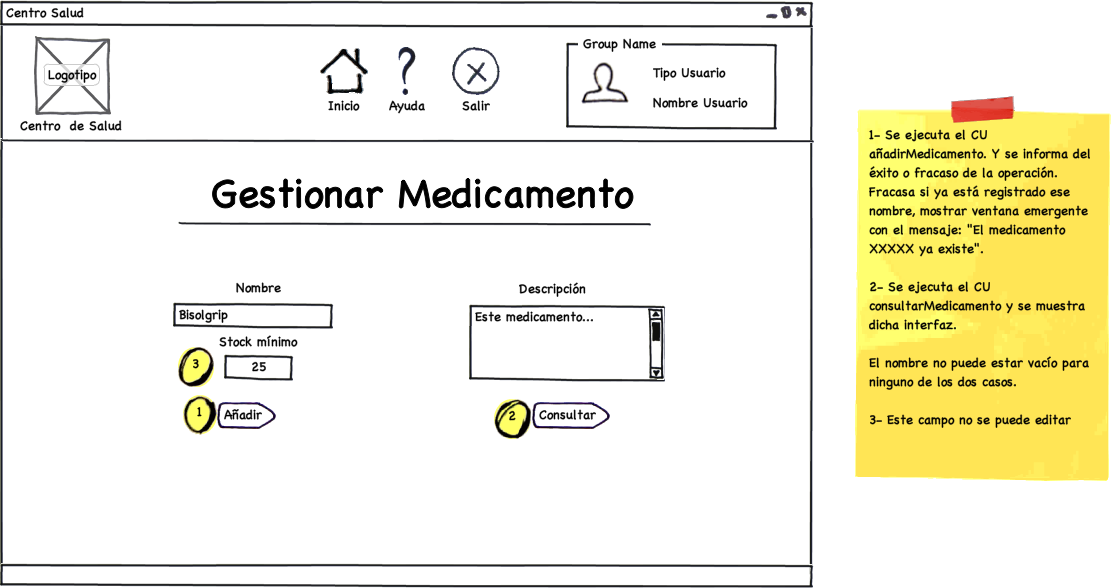 Centro Salud
Logotipo
Centro de Salud
Inicio
Ayuda
Salir
Group Name
Tipo Usuario
Nombre Usuario
Gestionar Medicamento
Nombre
Bisolgrip
Stock mínimo
3
25
1
Añadir
Descripción
Este medicamento...
2
Consultar
1- Se ejecuta el CU
añadirMedicamento. Y se informa del
éxito o fracaso de la operación.
Fracasa si ya está registrado ese
nombre, mostrar ventana emergente
con el mensaje: "El medicamento
XXXXX ya existe".
2- Se ejecuta el CU
consultarMedicamento y se muestra
dicha interfaz.
El nombre no puede estar vacío para
ninguno de los dos casos.
3- Este campo no se puede editar